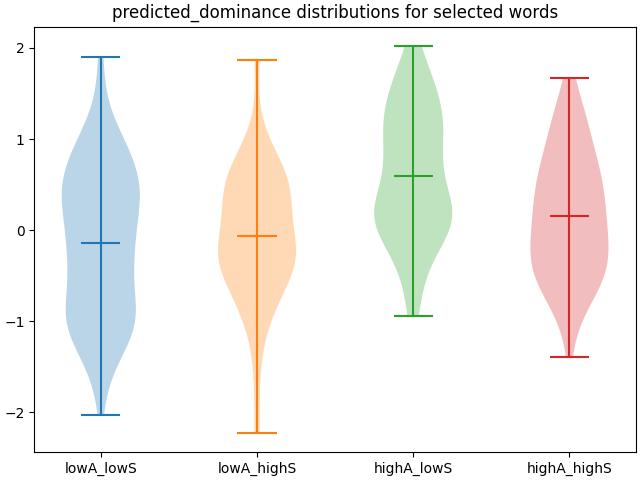 predicted_dominance distributions for selected words
2
1
0
−1
−2
lowA_lowS
lowA_highS
highA_lowS
highA_highS